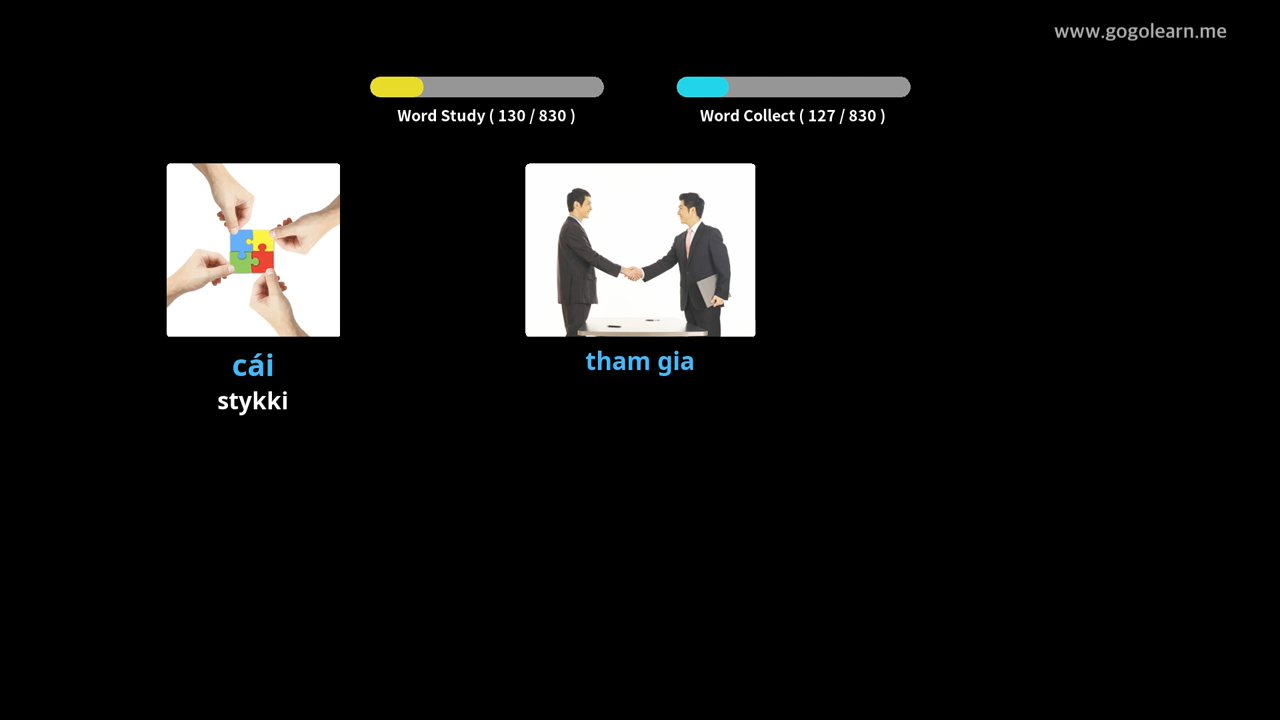 www.gogolearn.me
Word Study ( 130 / 830 )
Word Collect ( 127 / 830 )
cái
stykki
tham gia